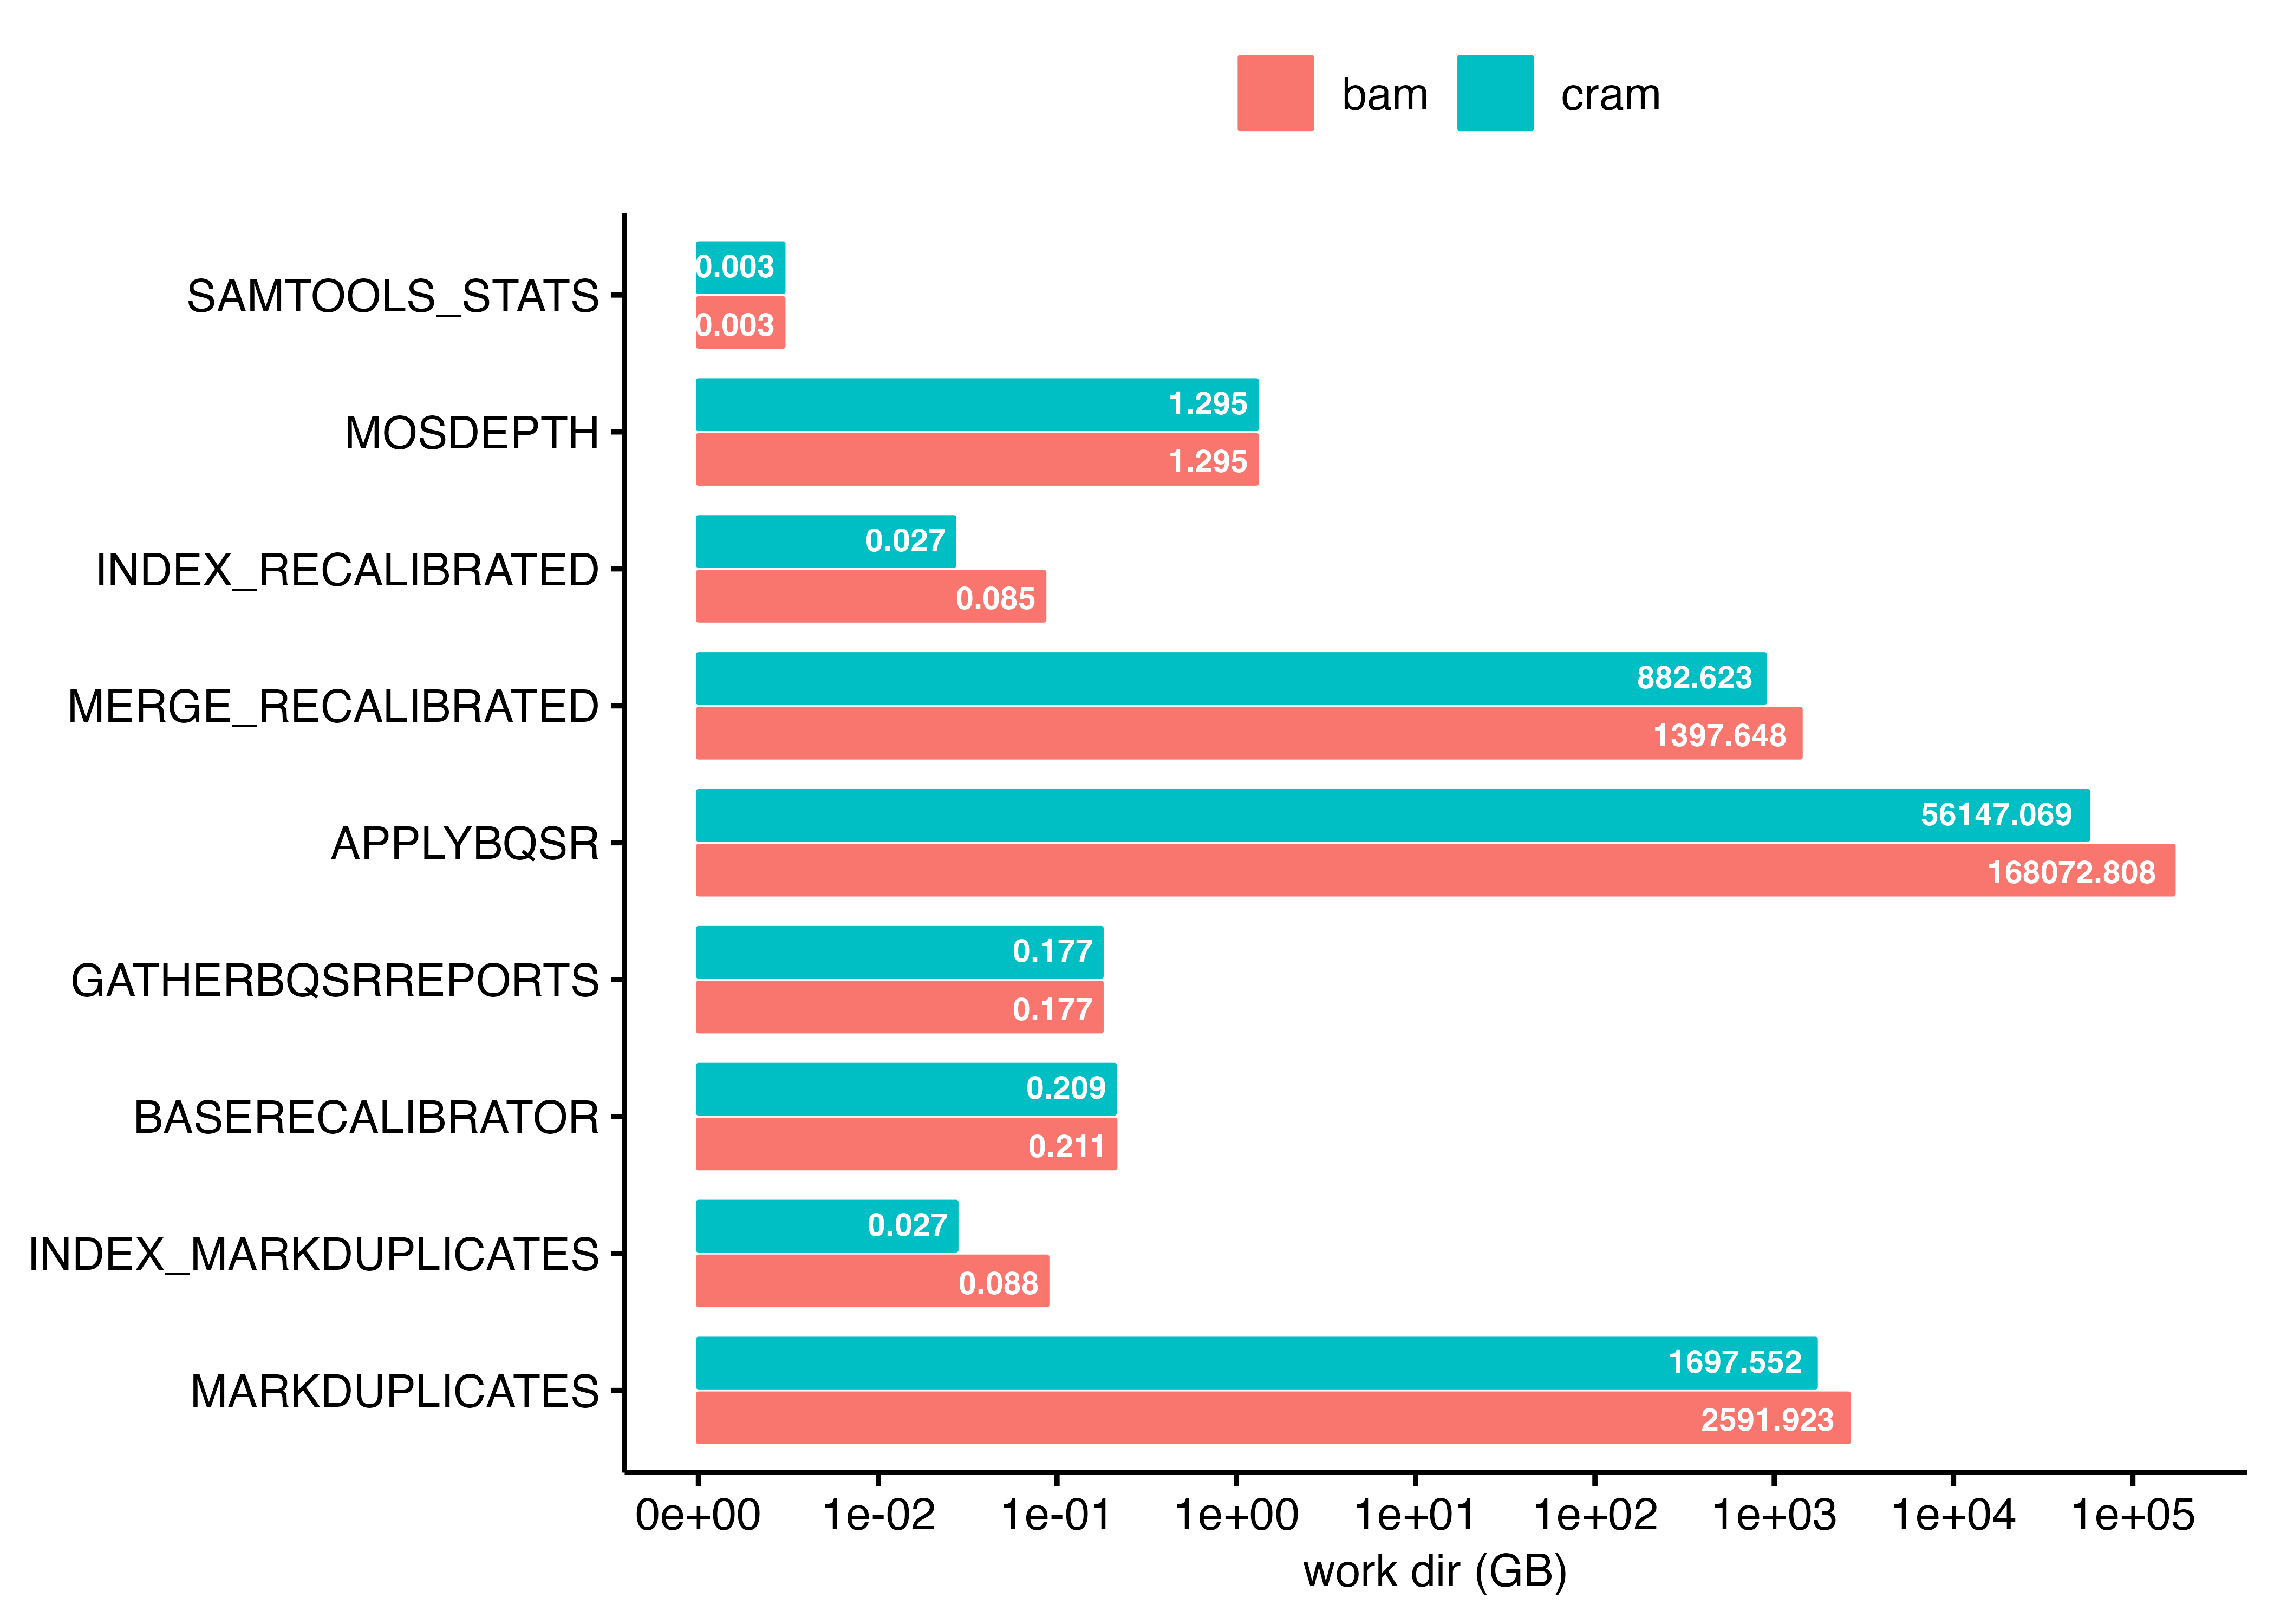 bam cram
SAMTOOLS_STATS
0.003
0.003
MOSDEPTH
1.295
1.295
INDEX_RECALIBRATED
0.027
0.085
MERGE_RECALIBRATED
882.623
1397.648
APPLYBQSR
56147.069
168072.808
GATHERBQSRREPORTS
0.177
0.177
BASERECALIBRATOR
0.209
0.211
INDEX_MARKDUPLICATES
0.027
0.088
MARKDUPLICATES
1697.552
2591.923
0e+00 1e-02 1e-01 1e+00 1e+01 1e+02 1e+03 1e+04 1e+05
work dir (GB)